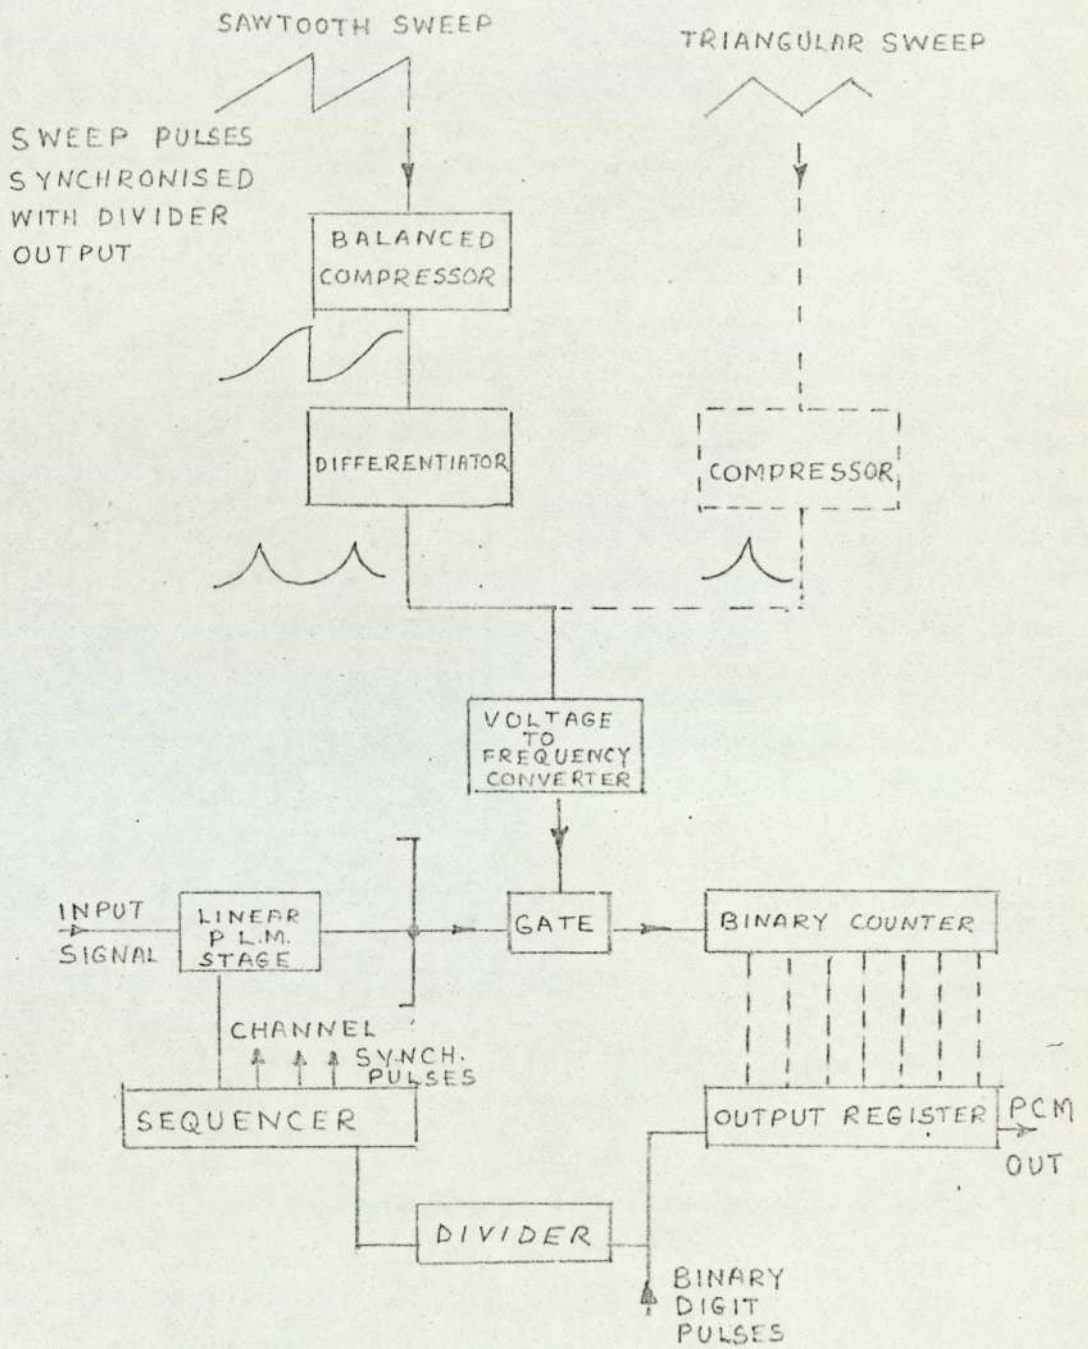 SAWTOOTH SWEEP
TRIANGULAR SWEEP
SWEEP PULSES
SYNCHRONISED
WITH DIVIDER
OUTPUT
BALANCED
COMPRESSOR
DIFFERENTIATOR
COMPRESSOR
VOLTAGE
TO
FREQUENCY
CONVERTER
INPUT
SIGNAL
LINEAR
P L.M.
STAGE
GATE
BINARY COUNTER
CHANNEL
SYNCH.
PULSES
SEQUENCER
OUTPUT REGISTER
PCM
OUT
DIVIDER
BINARY
DIGIT
PULSES